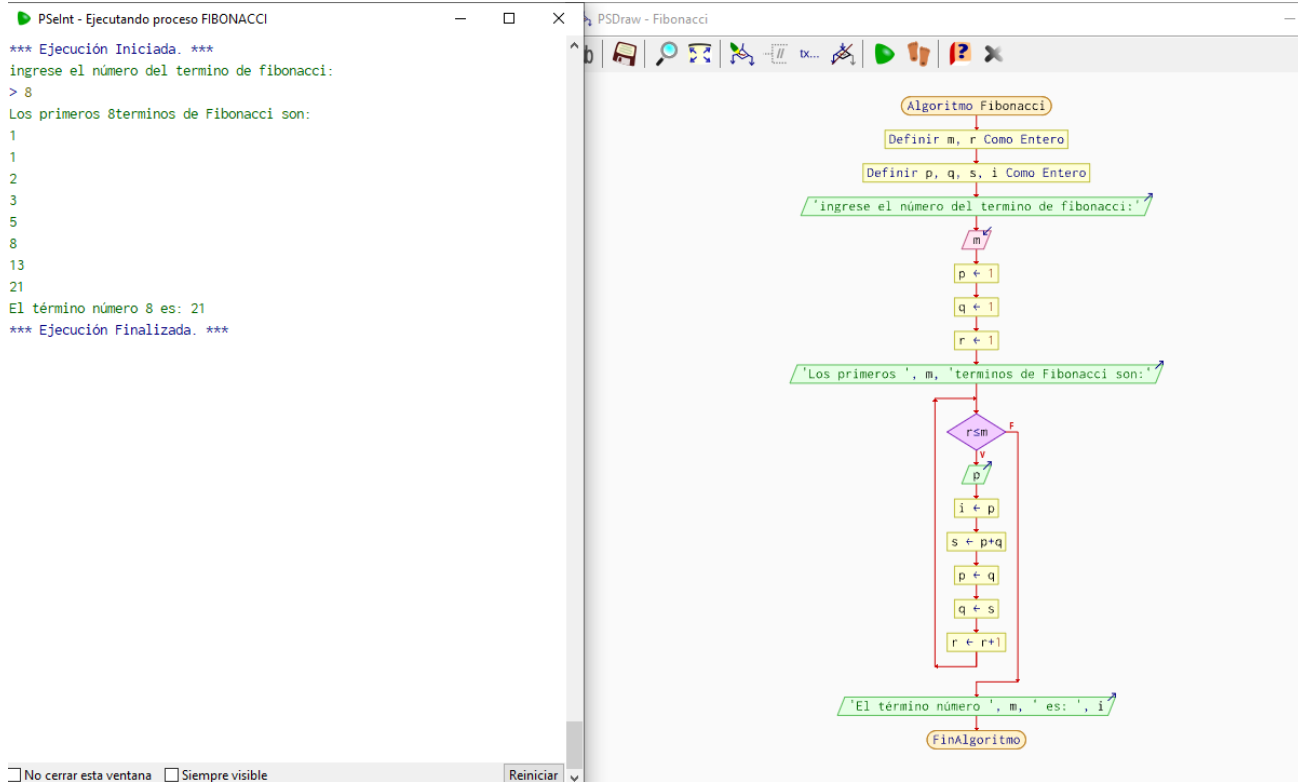 PSeInt - Ejecutando proceso FIBONACCI
*** Ejecución Iniciada. ***
ingrese el número del termino de fibonacci:
> 8
Los primeros 8terminos de Fibonacci son:
1
1
2
3
5
8
13
21
El término número 8 es: 21
*** Ejecución Finalizada. ***
No cerrar esta ventana
Siempre visible
Reiniciar
PSDraw - Fibonacci
tx...
Algoritmo Fibonacci
Definir m, r Como Entero
Definir p, q, s, i Como Entero
'ingrese el número del termino de fibonacci:'
m
p ← 1
q ← 1
r ← 1
'Los primeros ', m, 'terminos de Fibonacci son:'
r≤m
F
V
p
i ← p
s ← p+q
p ← q
q ← s
r ← r+1
'El término número ', m, ' es: ', i
FinAlgoritmo